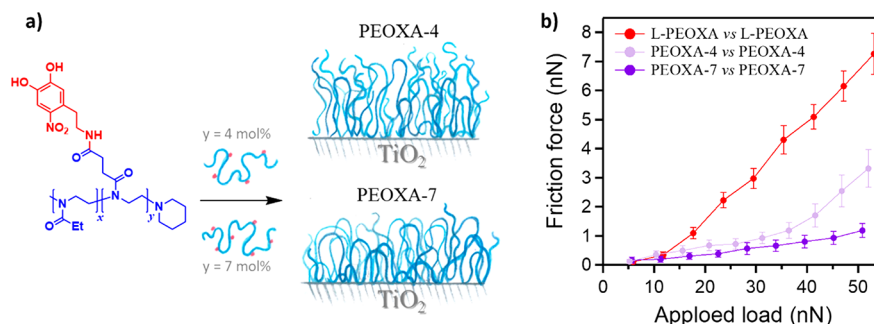 a)
PEOXA-4
HO
HO
NO₂
NH
O
O
N
N
N
x
y
O
Et
y = 4 mol%
y = 7 mol%
TiO₂
PEOXA-7
TiO₂
b)
L-PEOXA vs L-PEOXA
PEOXA-4 vs PEOXA-4
PEOXA-7 vs PEOXA-7
Friction force (nN)
8
7
6
5
4
3
2
1
0
0 10 20 30 40 50
Apploed load (nN)